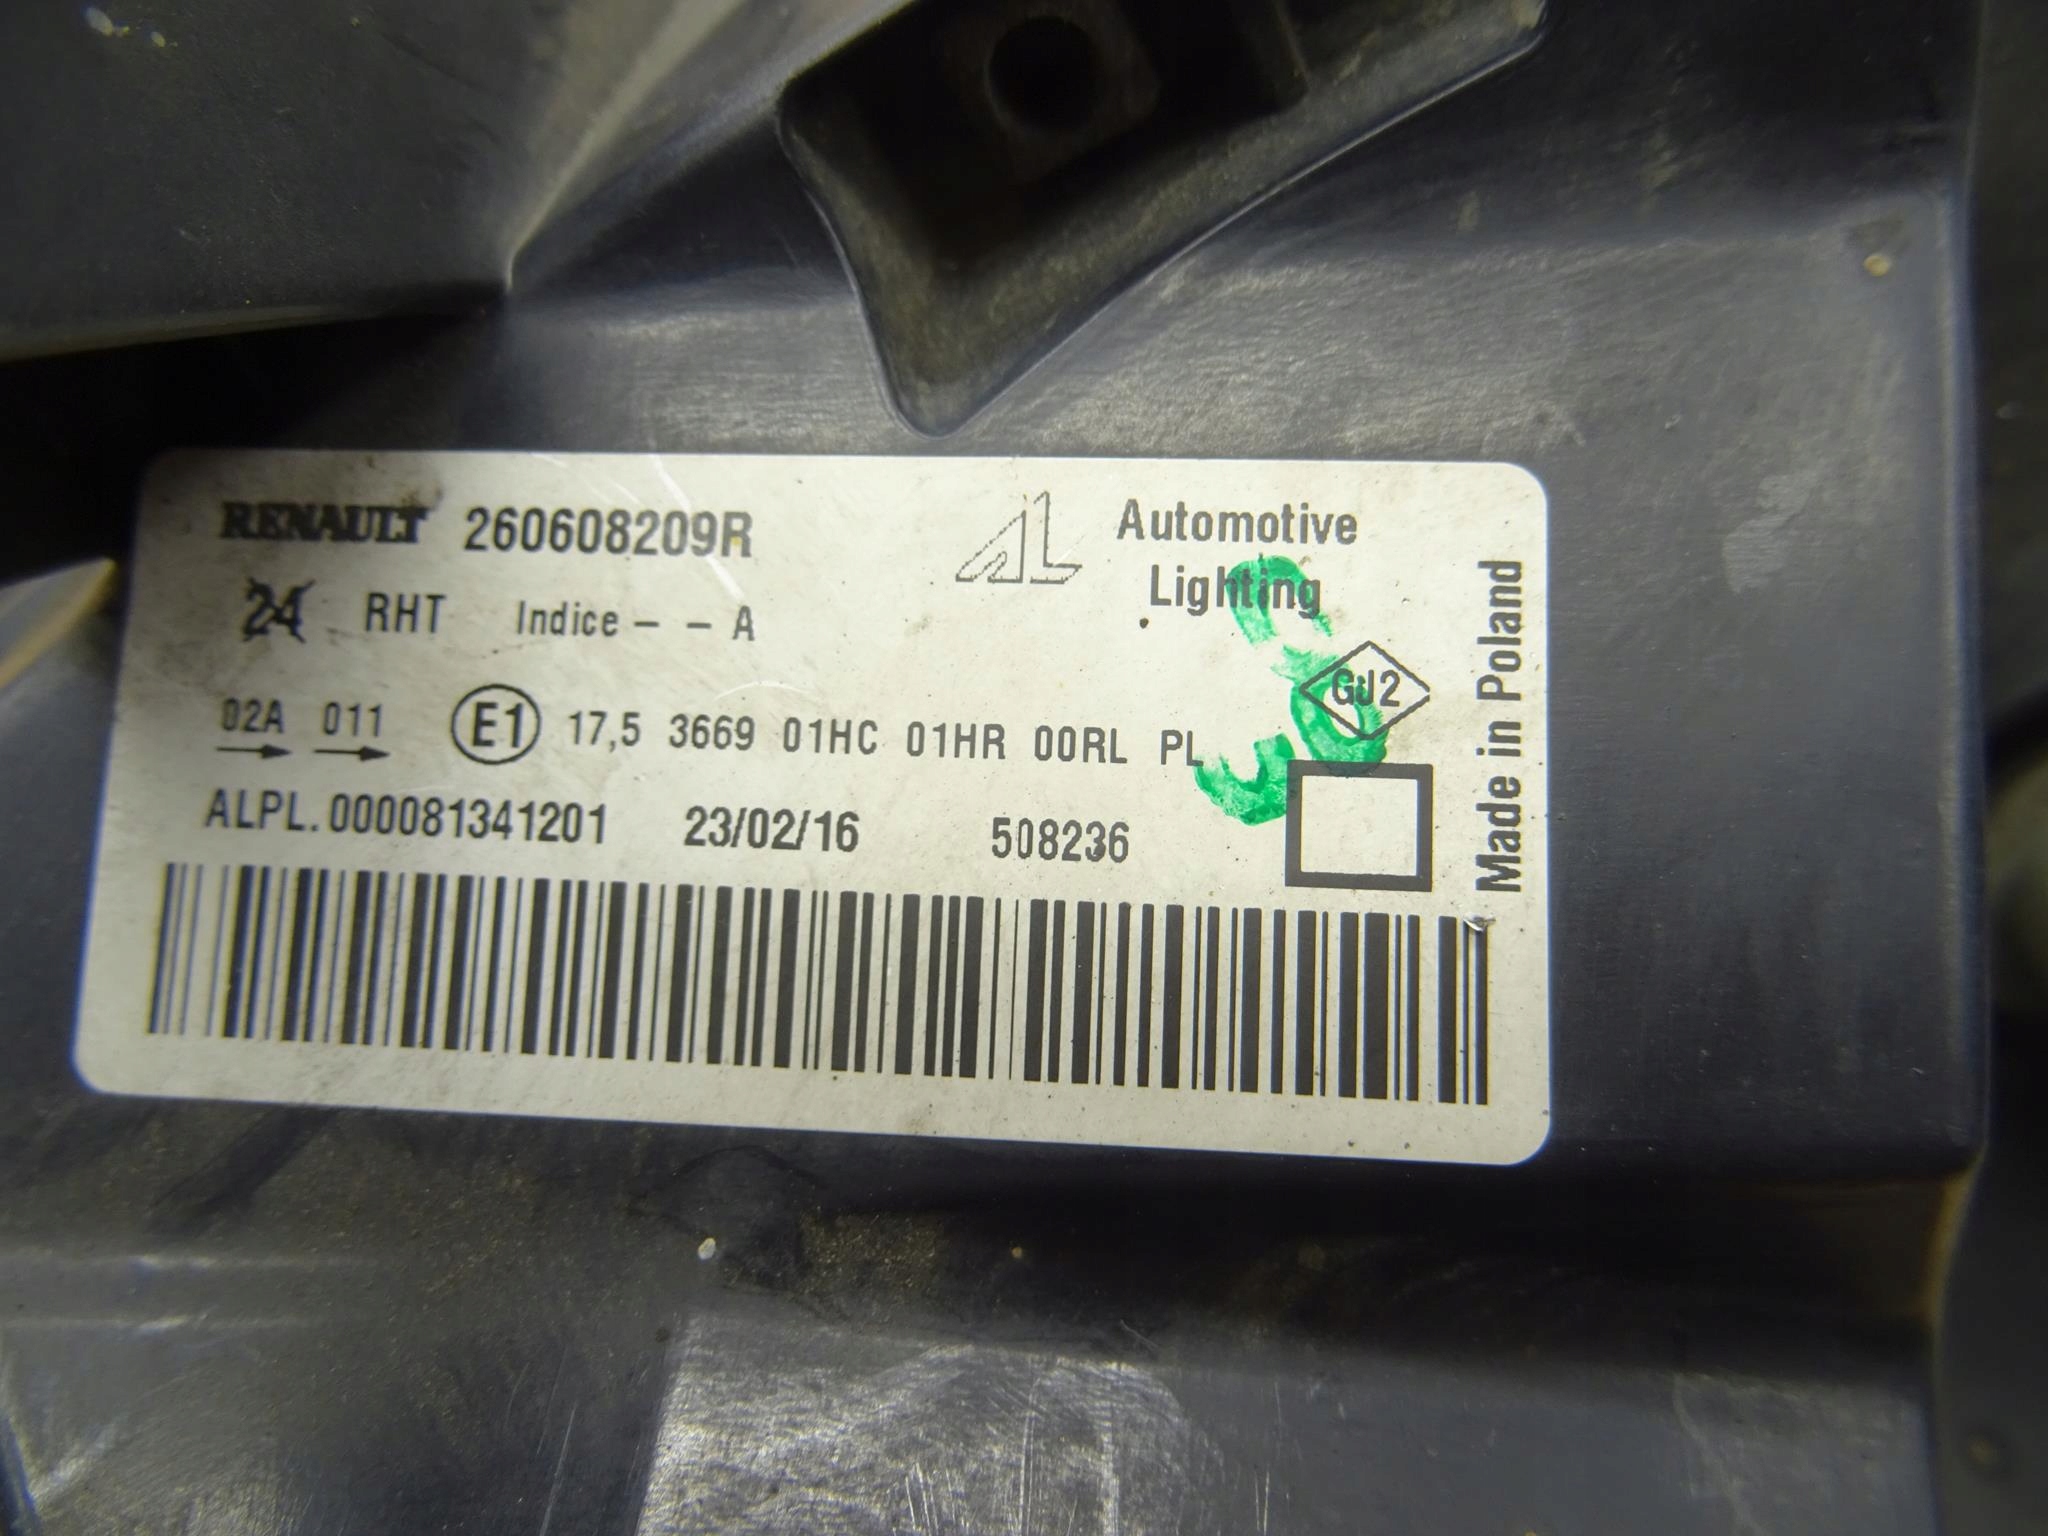 RENAULT 260608209R
Automotive
Lighting
24 RHT Indice - - A
GJ2
02A 011 E1 17,5 3669 01HC 01HR 00RL PL
ALPL.000081341201 23/02/16 508236
Made in Poland